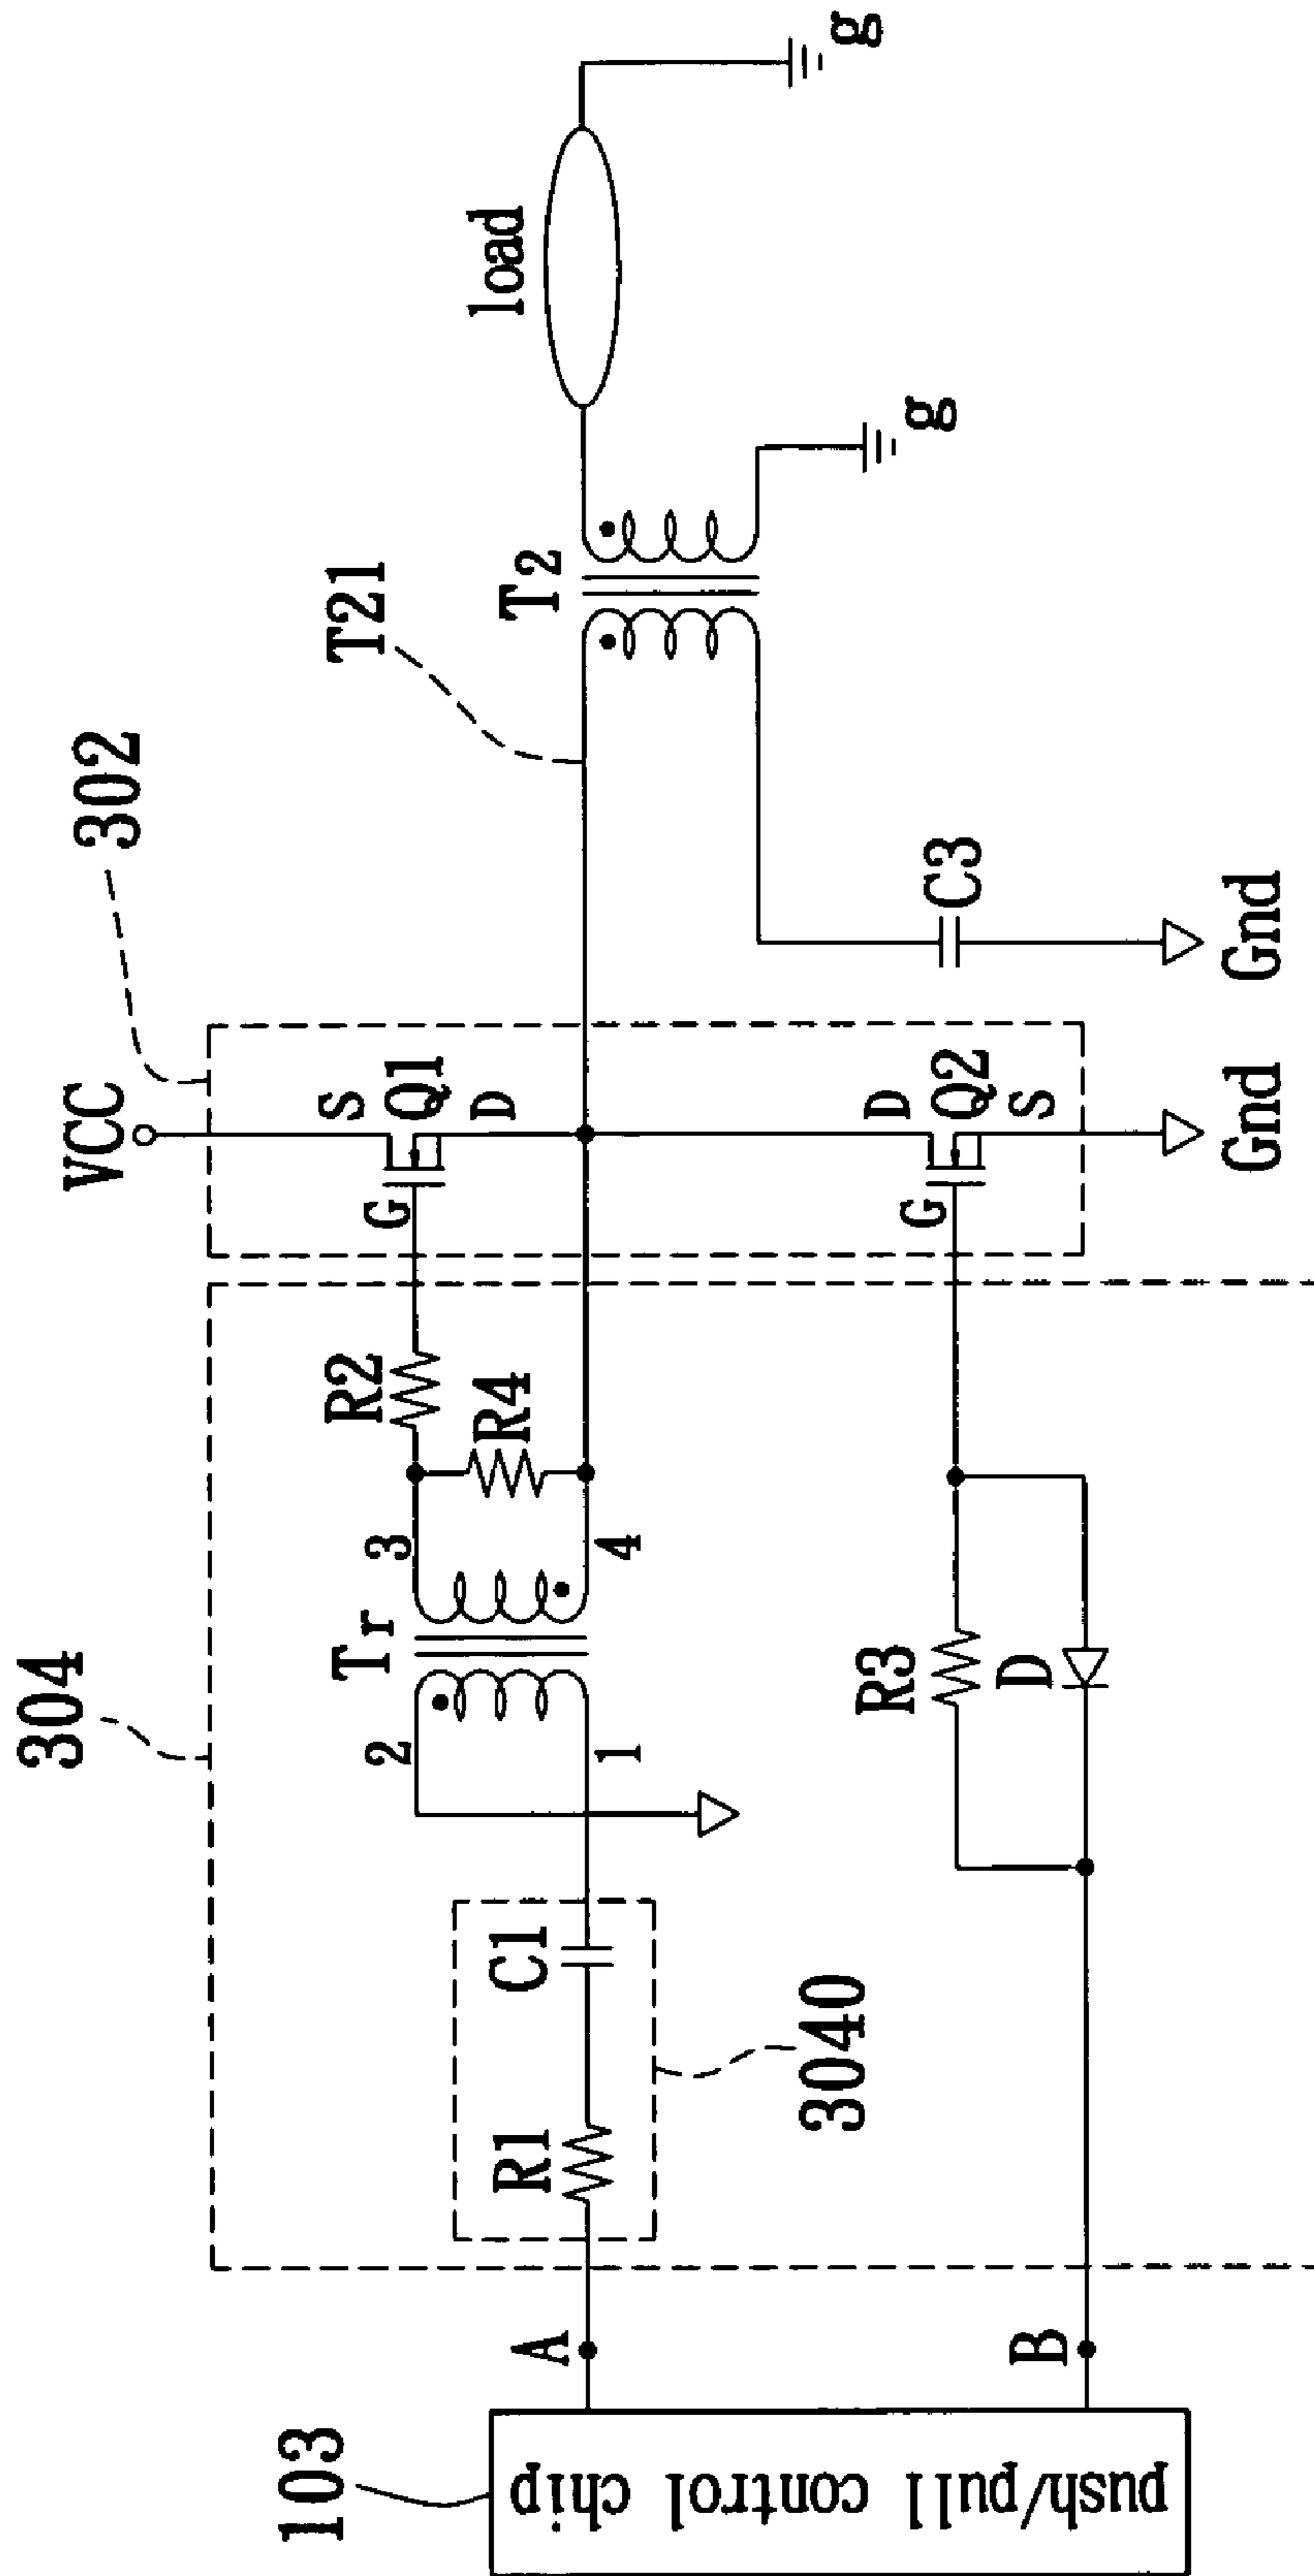 304
302
VCC
T21
S
Q1
D
G
R2
R4
3
4
Tr
2
1
T2
load
g
g
103
A
R1
C1
3040
push/pull control chip
B
R3
D
G
D
Q2
S
C3
Gnd
Gnd